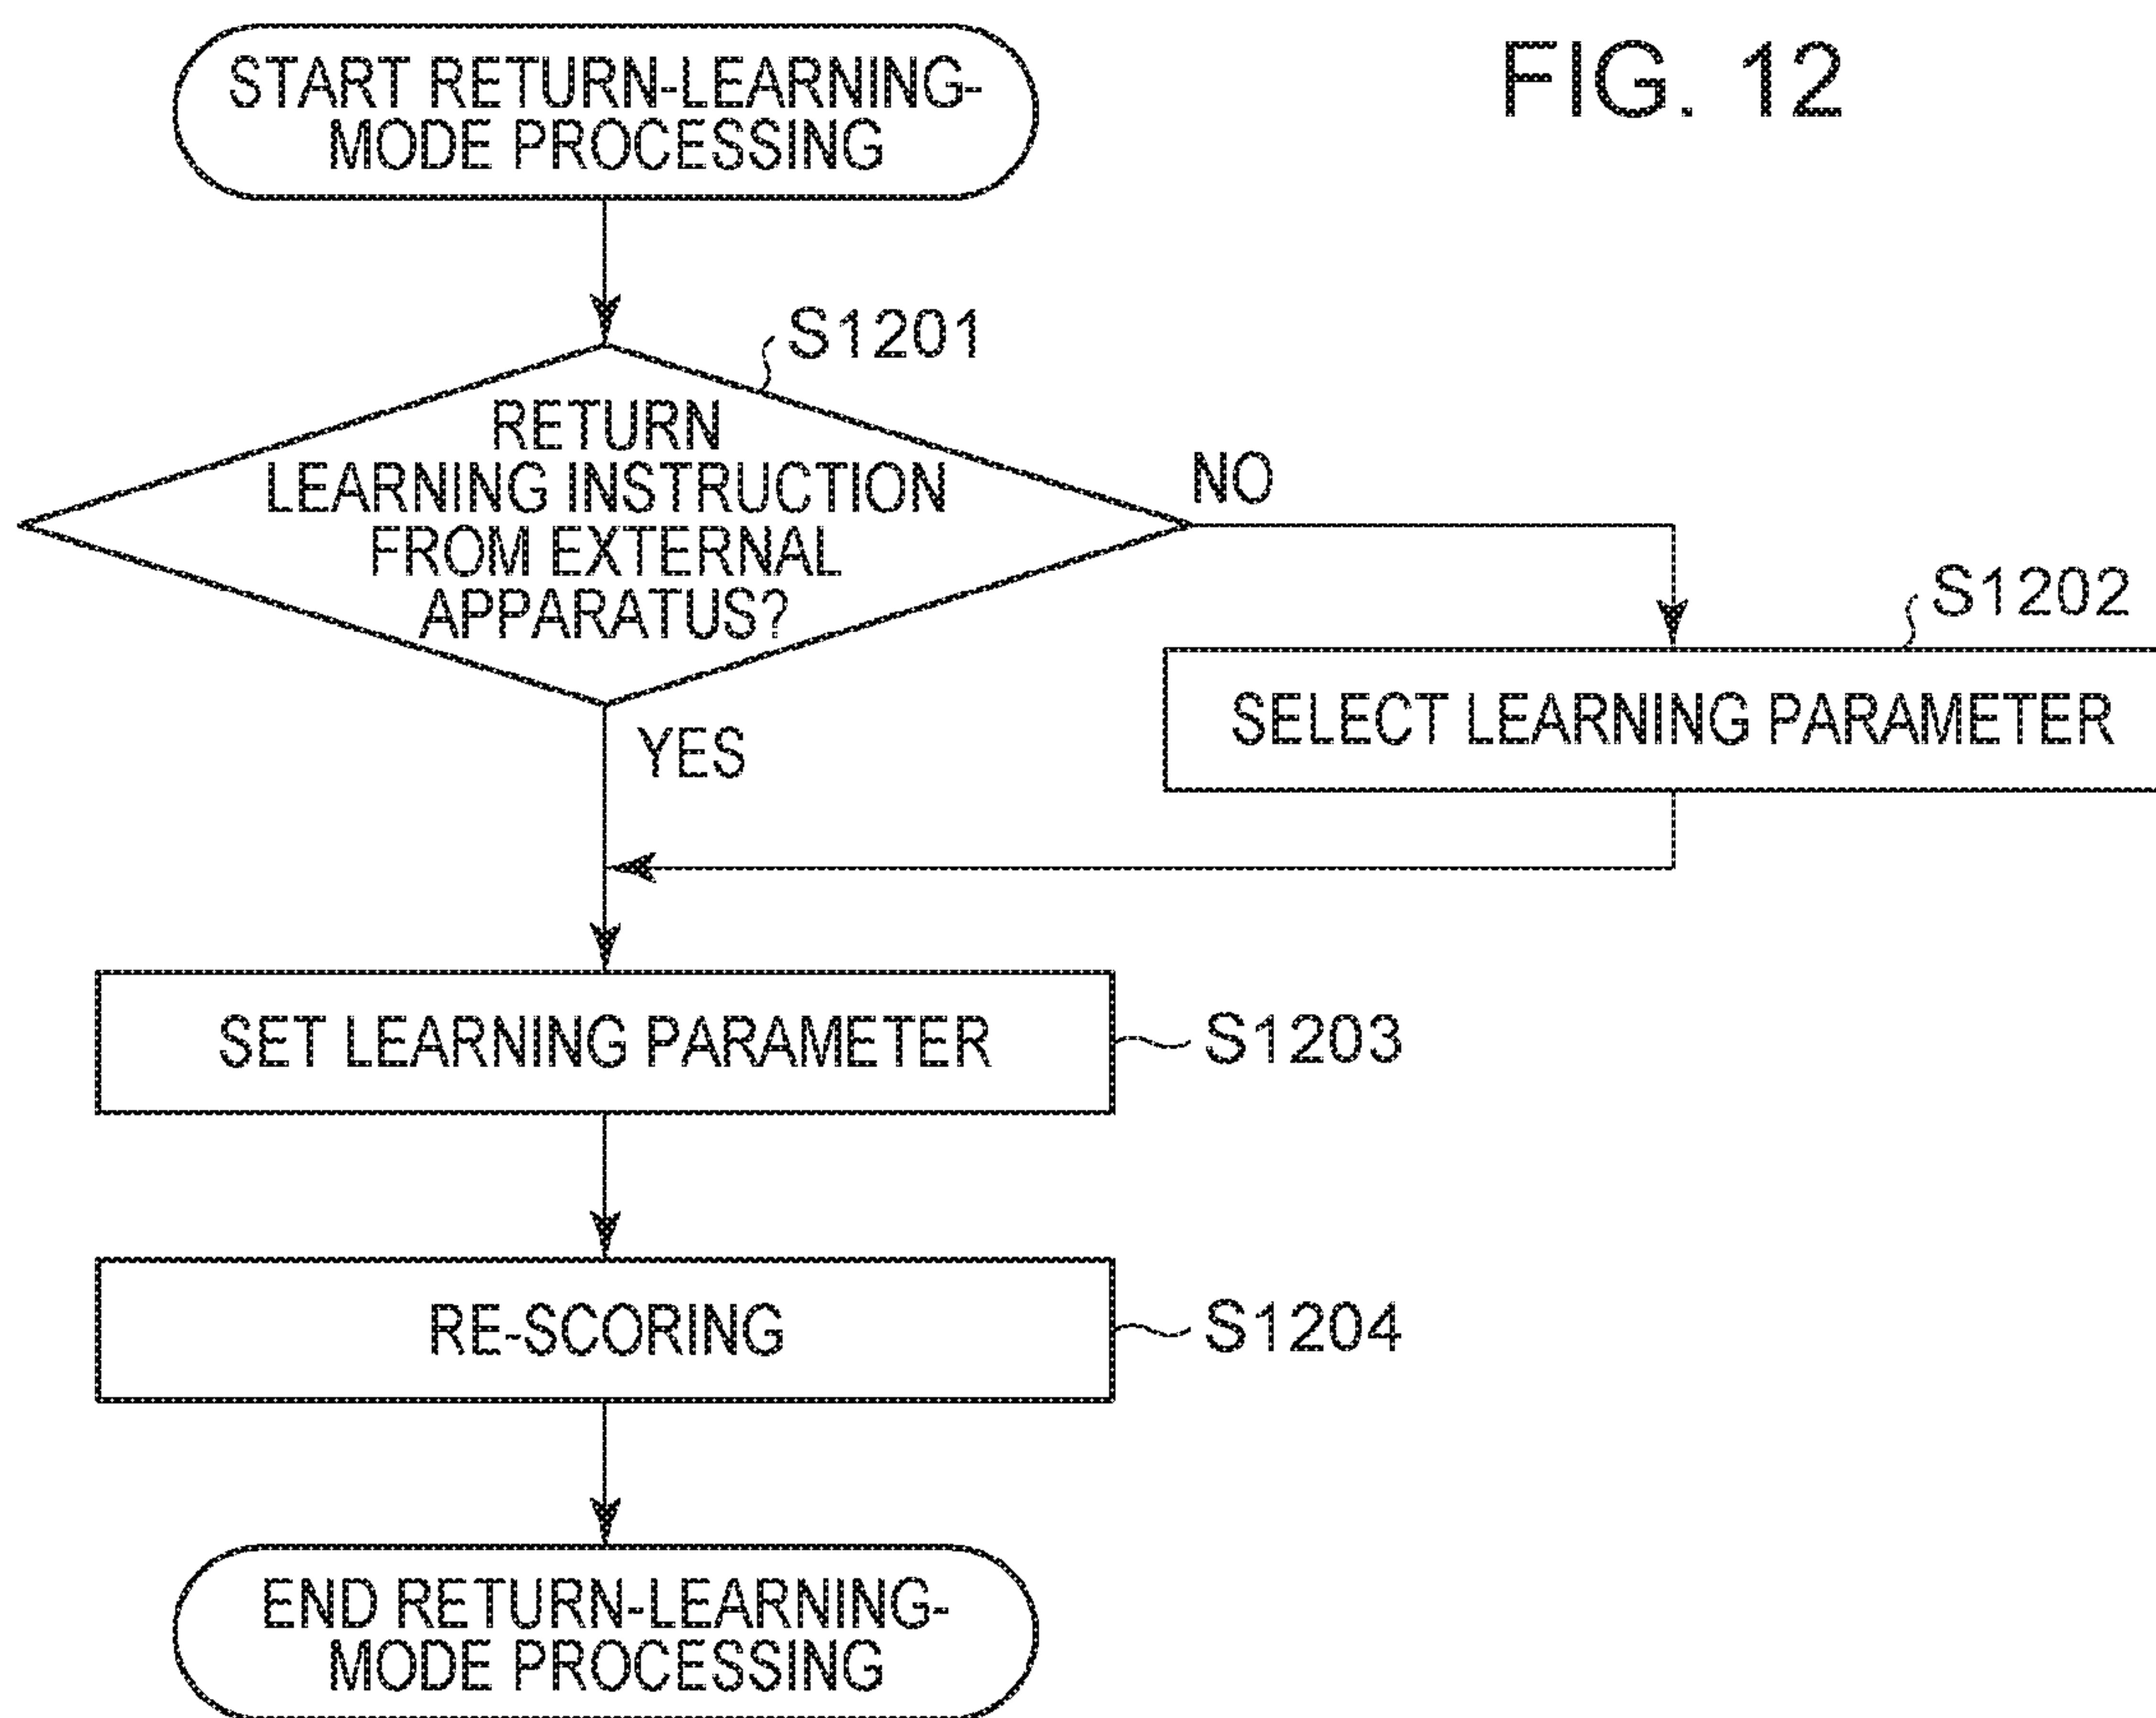 FIG. 12
START RETURN-LEARNING-
MODE PROCESSING
S1201
RETURN
LEARNING INSTRUCTION
FROM EXTERNAL
APPARATUS?
NO
S1202
SELECT LEARNING PARAMETER
YES
SET LEARNING PARAMETER
S1203
RE-SCORING
S1204
END RETURN-LEARNING-
MODE PROCESSING